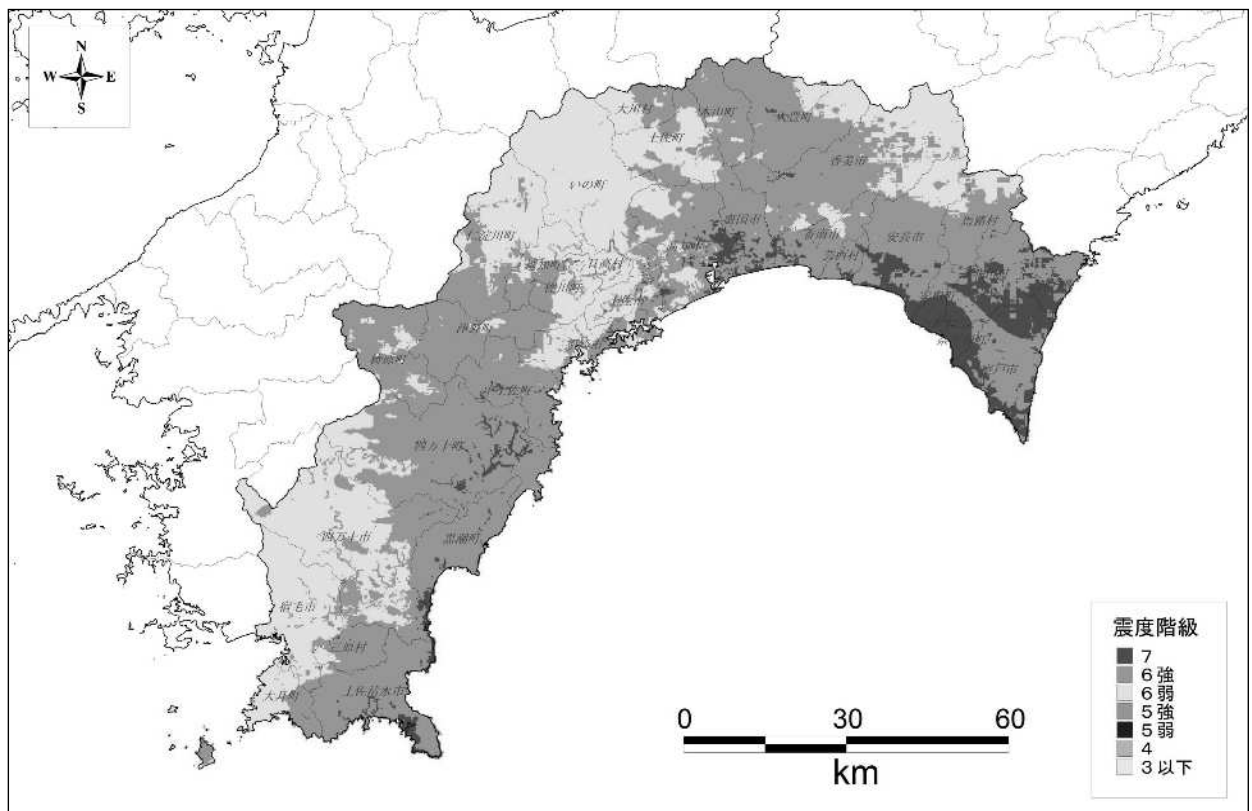 N
W E
S
大川村
本山町
大豊町
土佐町
香美市
いの町
南国市
馬路村
仁淀川町
香南市
安芸市
芸西村
日高村
土佐市
津野町
梼原町
室戸市
中土佐町
四万十町
四万十市
黒潮町
宿毛市
三原村
大月町
土佐清水市
震度階級
7
6強
6弱
5強
5弱
4
3以下
0 30 60
km